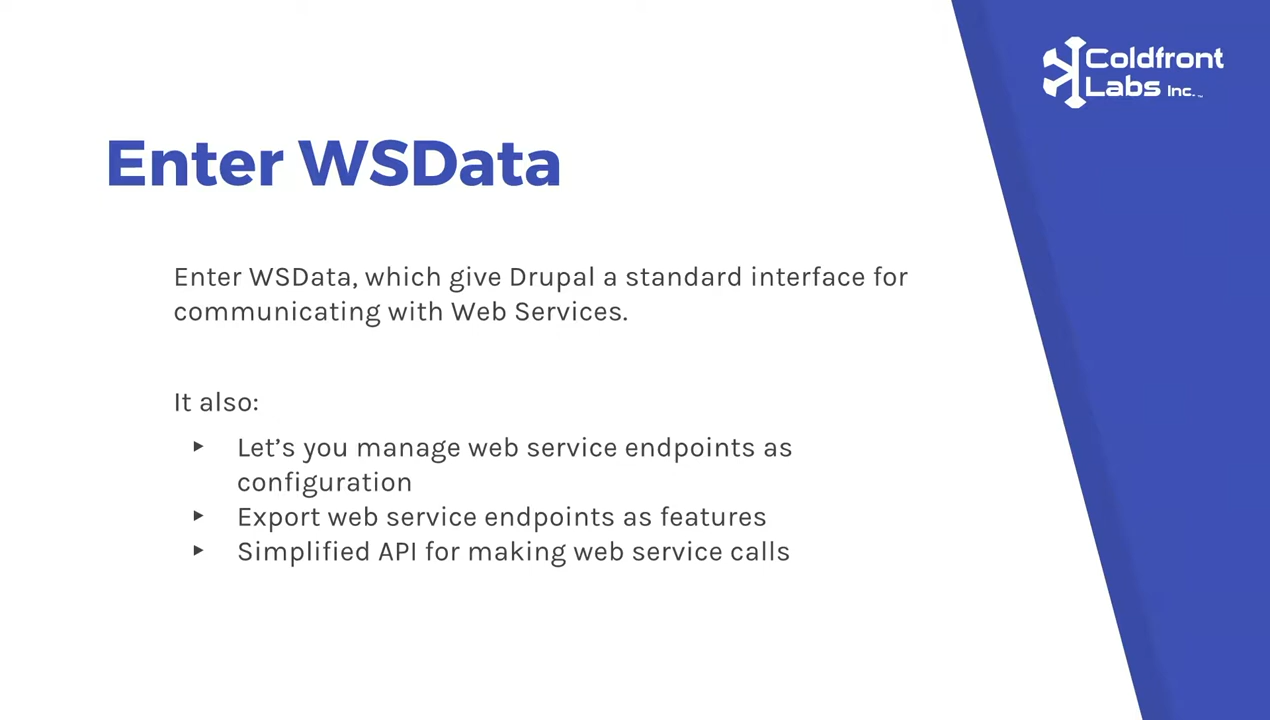 Coldfront
Labs Inc.™
Enter WSData
Enter WSData, which give Drupal a standard interface for
communicating with Web Services.
It also:
▸ Let’s you manage web service endpoints as
configuration
▸ Export web service endpoints as features
▸ Simplified API for making web service calls